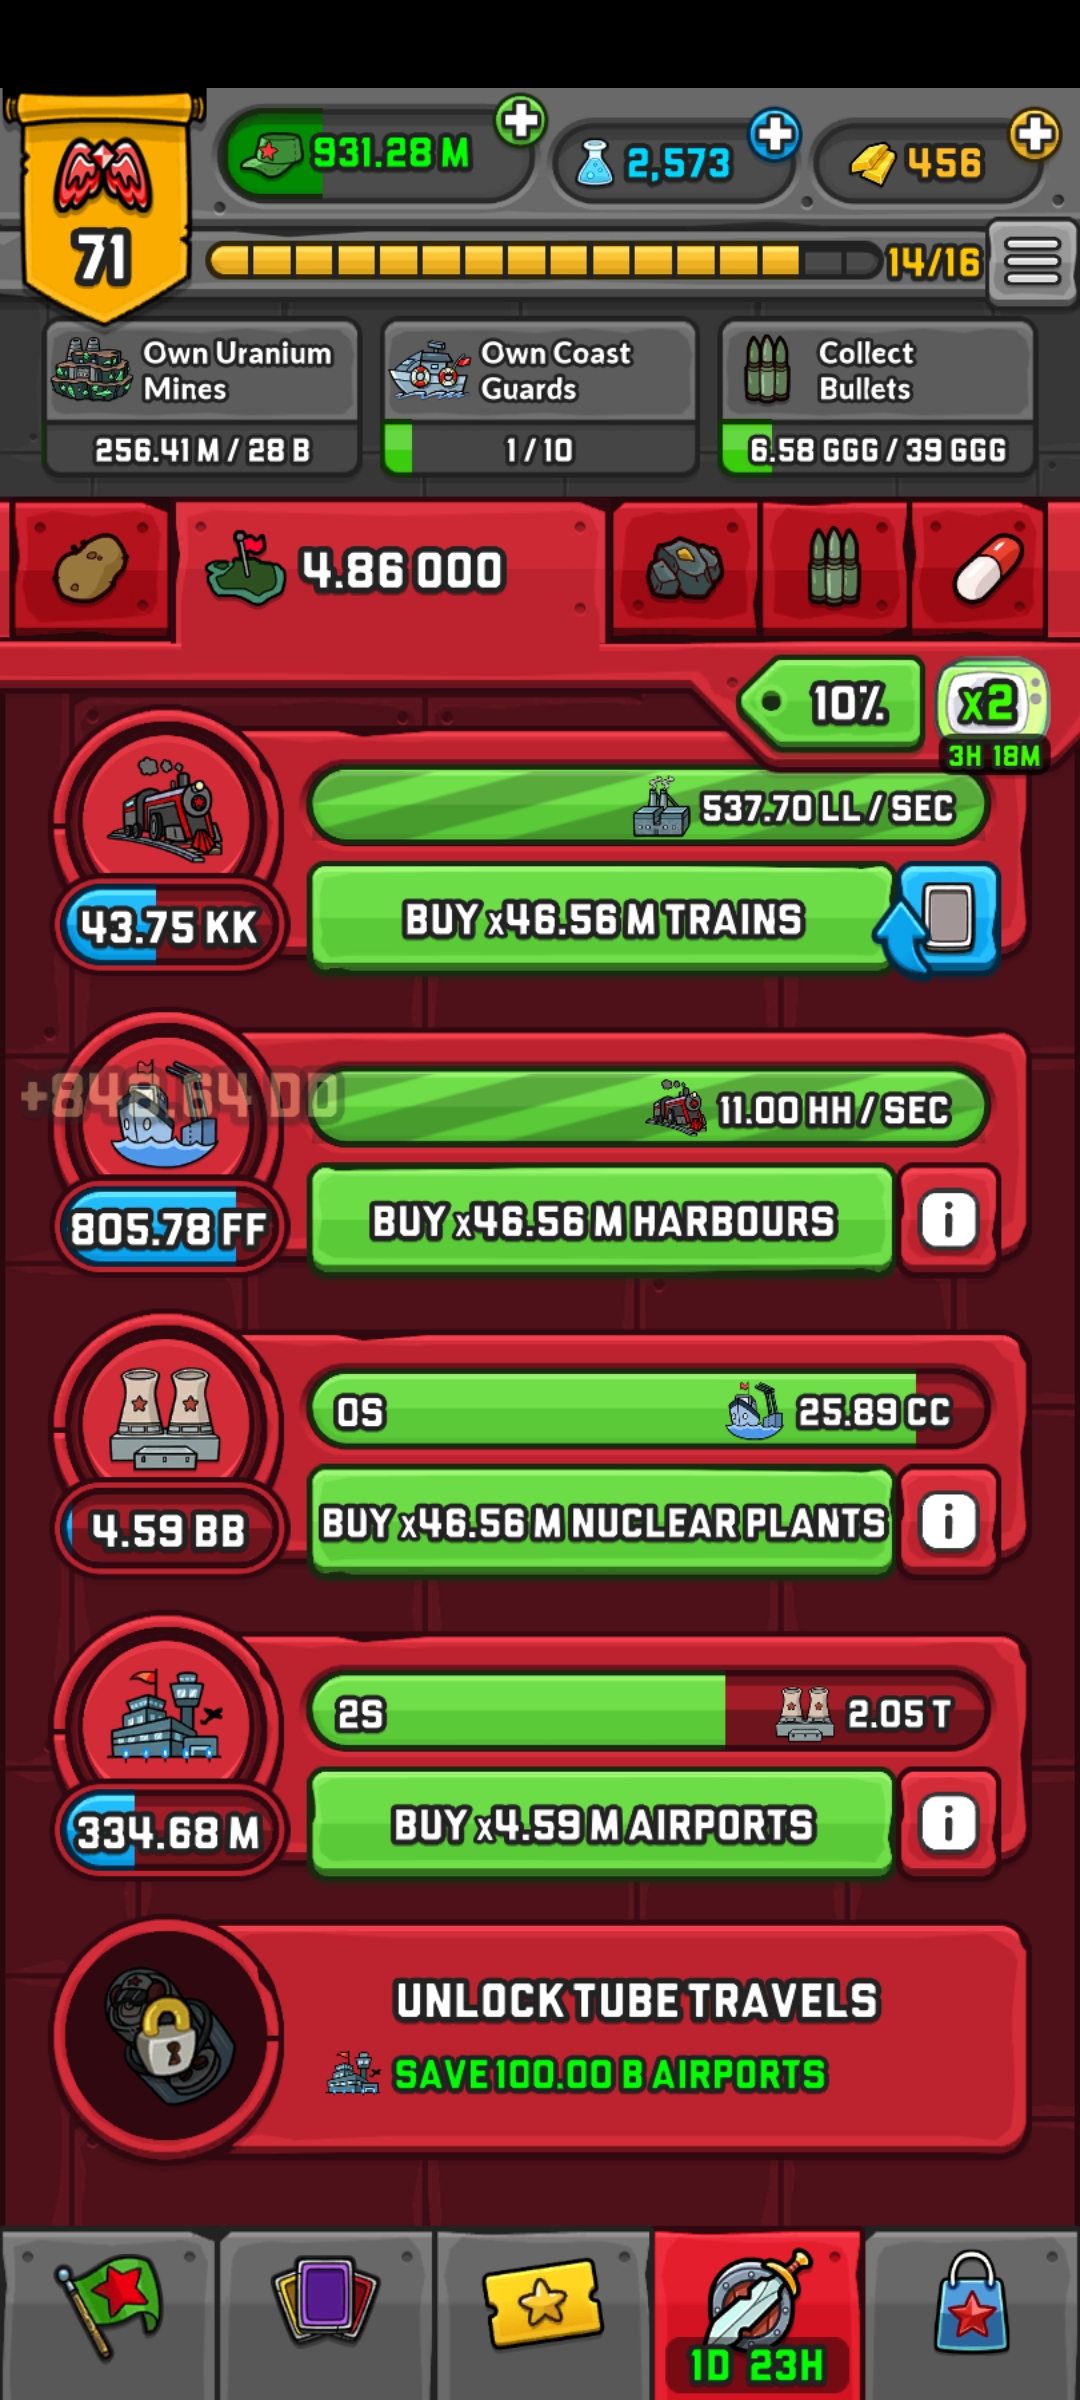 931.28 M
2,573
456
71
14/16
Own Uranium
Mines
256.41 M / 28 B
Own Coast
Guards
1 / 10
Collect
Bullets
6.58 GGG / 39 GGG
4.86 OOO
10%
x2
3H 18M
537.70 LL / SEC
43.75 KK
BUY x46.56 M TRAINS
+848.64 DD
11.00 HH / SEC
805.78 FF
BUY x46.56 M HARBOURS
i
0S
25.89 CC
4.59 BB
BUY x46.56 M NUCLEAR PLANTS
i
2S
2.05 T
334.68 M
BUY x4.59 M AIRPORTS
i
UNLOCK TUBE TRAVELS
SAVE 100.00 B AIRPORTS
1D 23H